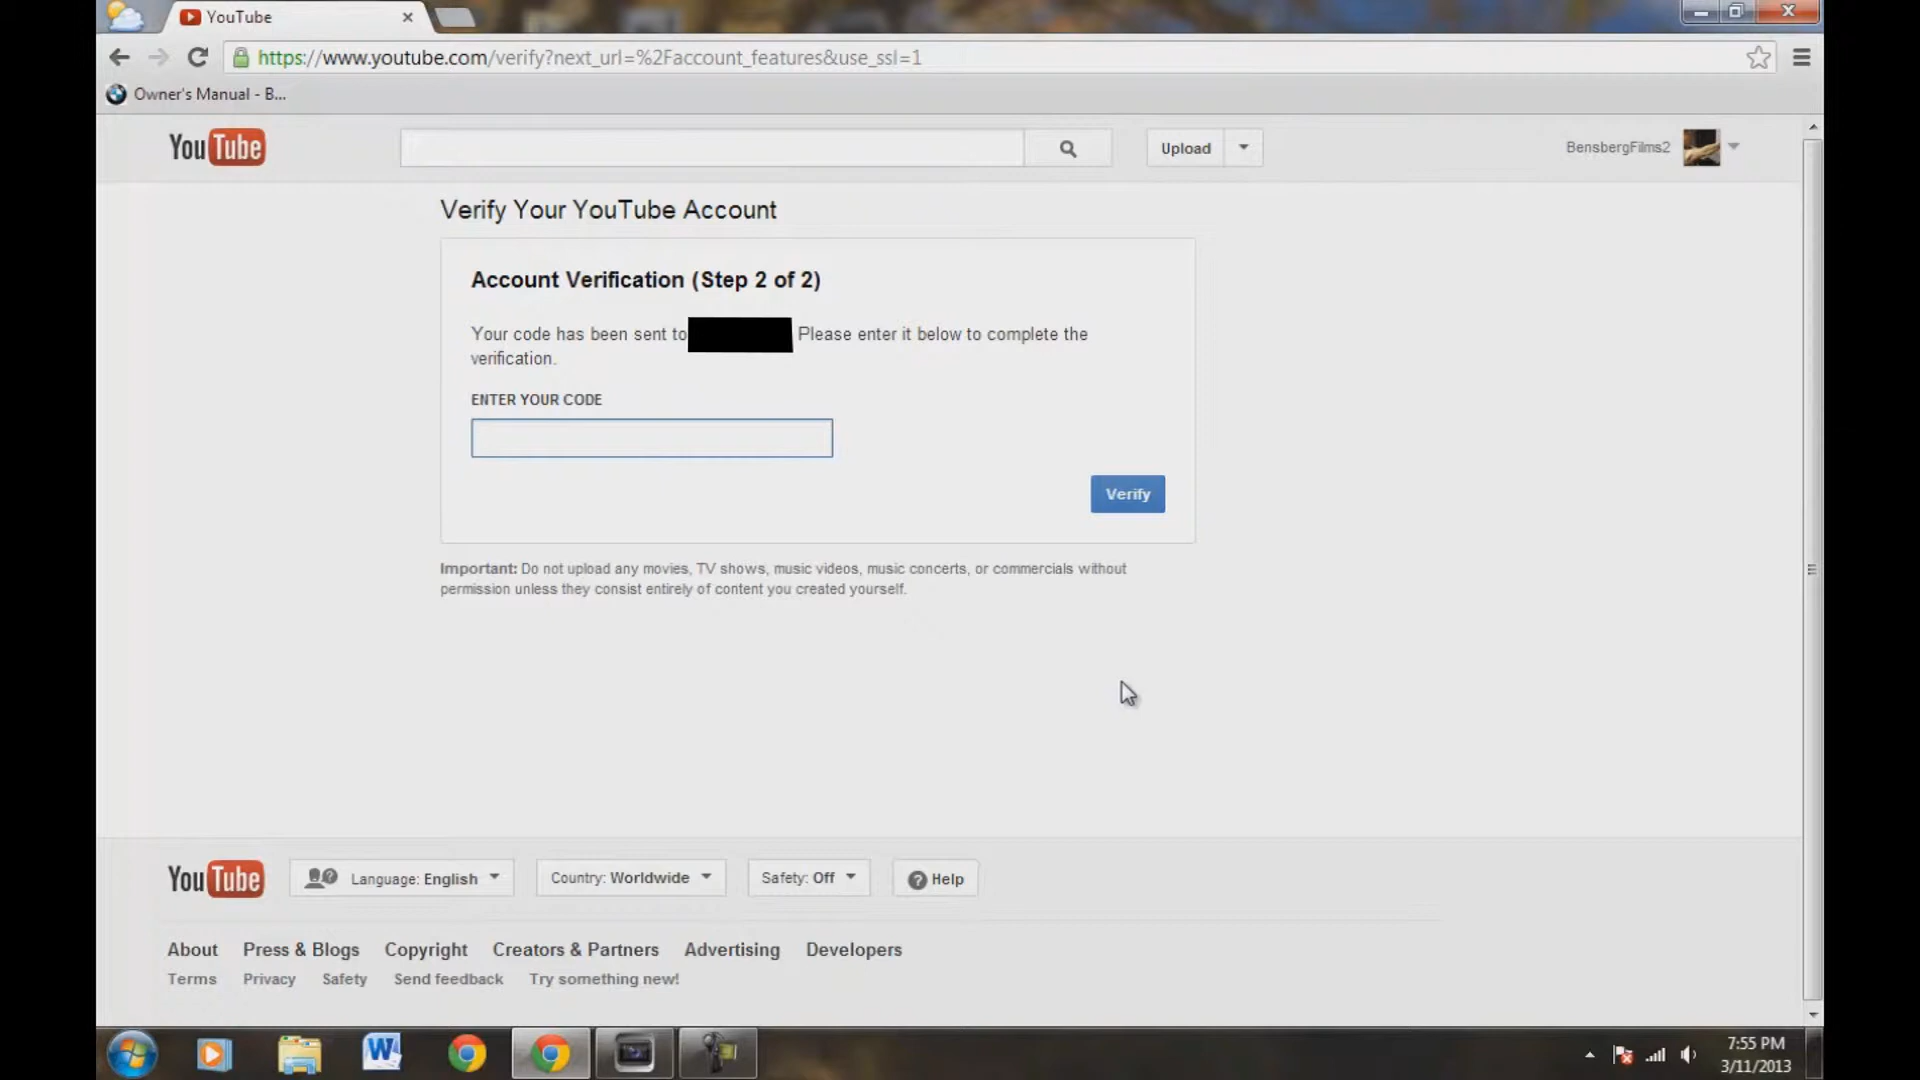 YouTube
https://www.youtube.com/verify?next_url=%2Faccount_features&use_ssl=1
Owner's Manual - B...
YouTube
Upload
BensbergFilms2
Verify Your YouTube Account
Account Verification (Step 2 of 2)
Your code has been sent to Please enter it below to complete the
verification.
ENTER YOUR CODE
Verify
Important: Do not upload any movies, TV shows, music videos, music concerts, or commercials without
permission unless they consist entirely of content you created yourself.
YouTube
Language: English
Country: Worldwide
Safety: Off
Help
About Press & Blogs Copyright Creators & Partners Advertising Developers
Terms Privacy Safety Send feedback Try something new!
7:55 PM
3/11/2013